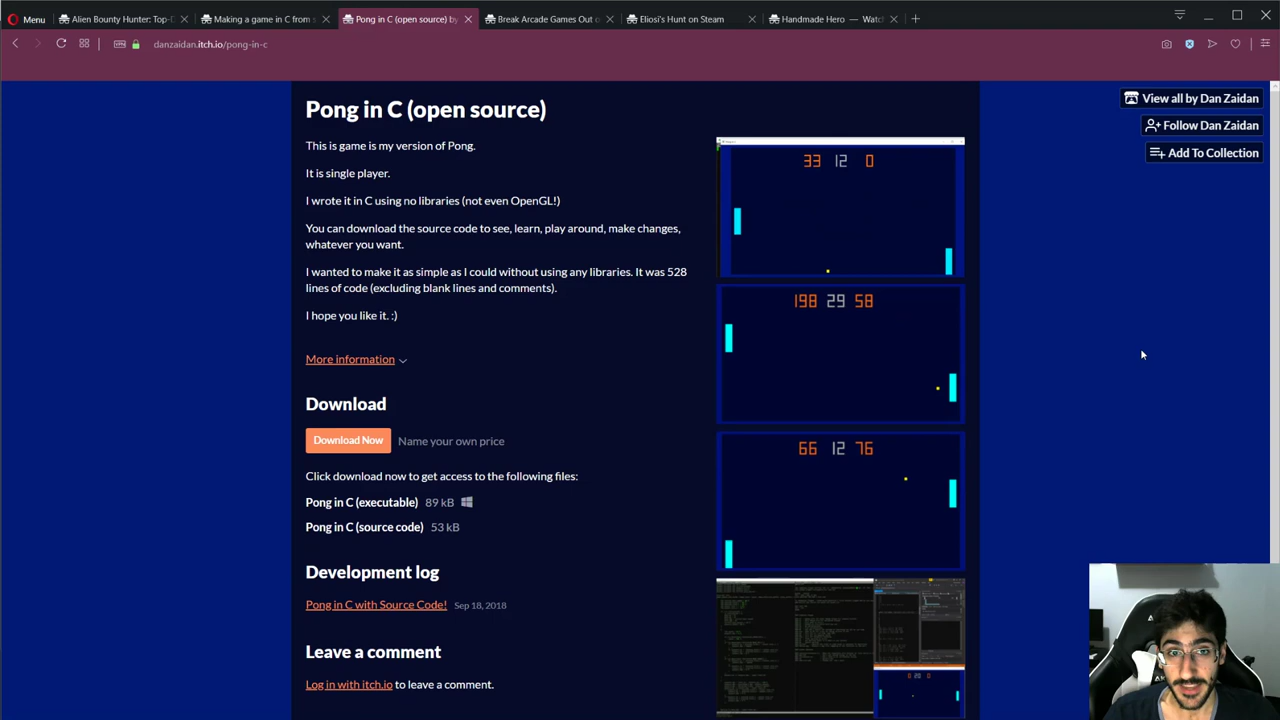 Menu
Alien Bounty Hunter: Top-D
Making a game in C from s
Pong in C (open source) by
Break Arcade Games Out o
Eliosi's Hunt on Steam
Handmade Hero — Watc
VPN
danzaidan.itch.io/pong-in-c
View all by Dan Zaidan
Follow Dan Zaidan
Add To Collection
Pong in C (open source)
This is game is my version of Pong.
It is single player.
I wrote it in C using no libraries (not even OpenGL!)
You can download the source code to see, learn, play around, make changes,
whatever you want.
I wanted to make it as simple as I could without using any libraries. It was 528
lines of code (excluding blank lines and comments).
I hope you like it. :)
More information
Download
Download Now Name your own price
Click download now to get access to the following files:
Pong in C (executable) 89 kB
Pong in C (source code) 53 kB
Development log
Pong in C with Source Code! Sep 18, 2018
Leave a comment
Log in with itch.io to leave a comment.
33 12 0
198 29 58
66 12 76